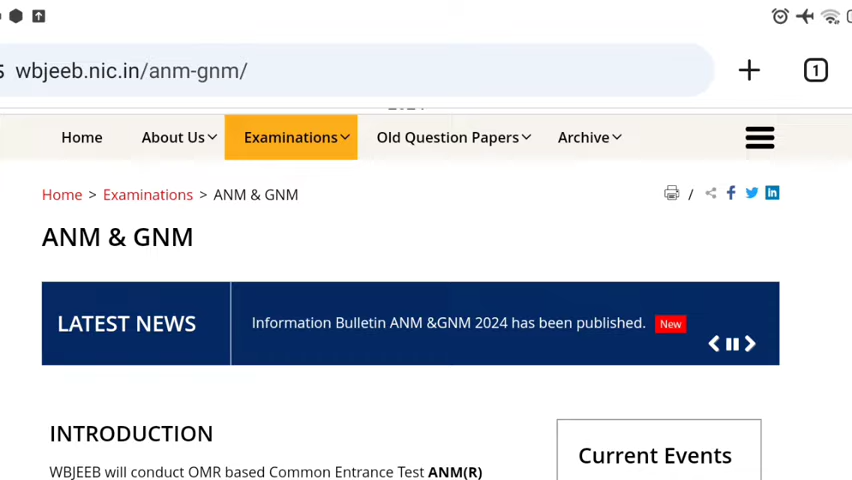 wbjeeb.nic.in/anm-gnm/
1
Home About Us Examinations Old Question Papers Archive
Home > Examinations > ANM & GNM
/
ANM & GNM
LATEST NEWS Information Bulletin ANM &GNM 2024 has been published. New
INTRODUCTION
Current Events
WBJEEB will conduct OMR based Common Entrance Test ANM(R)